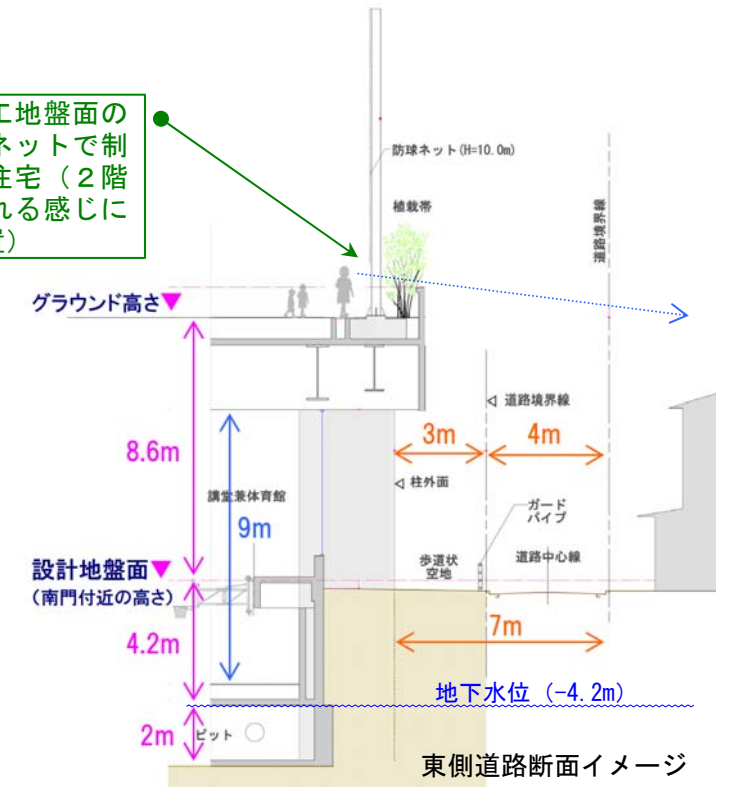 工地盤面の
ネットで制
住宅（２階
れる感じに
防球ネット(H=10.0m)
植栽帯
道路境界線
グラウンド高さ▼
道路境界線
3m
4m
8.6m
柱外面
講堂兼体育館
9m
ガード
パイプ
歩道状
空地
道路中心線
設計地盤面▼
(南門付近の高さ)
7m
4.2m
地下水位（-4.2m）
2m
ピット
東側道路断面イメージ